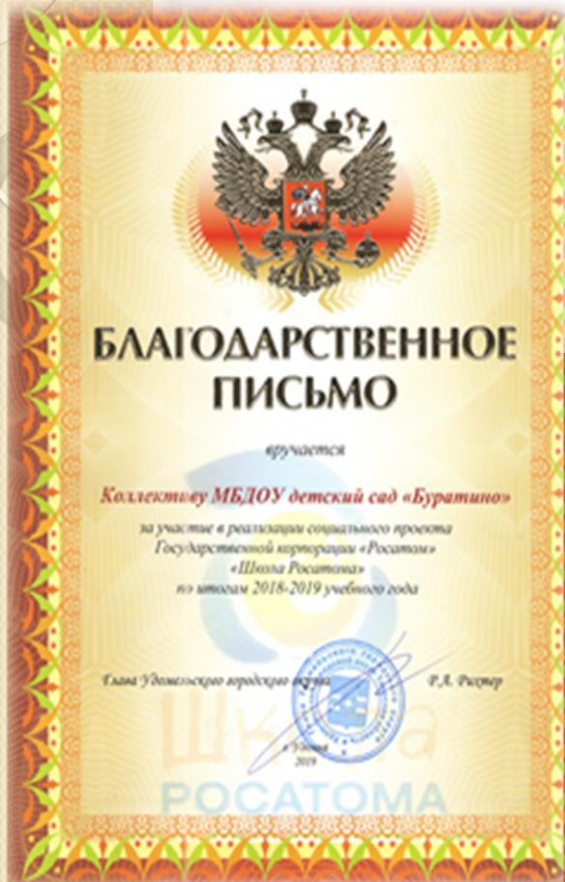 БЛАГОДАРСТВЕННОЕ
ПИСЬМО
вручается
Коллективу МБДОУ детский сад «Буратино»
за участие в реализации социального проекта
Государственной корпорации «Росатом»
«Школа Росатома»
по итогам 2018-2019 учебного года
Глава Удомельского городского округа Р.А. Рихтер
г. Удомля
2019
Школа
РОСАТОМА